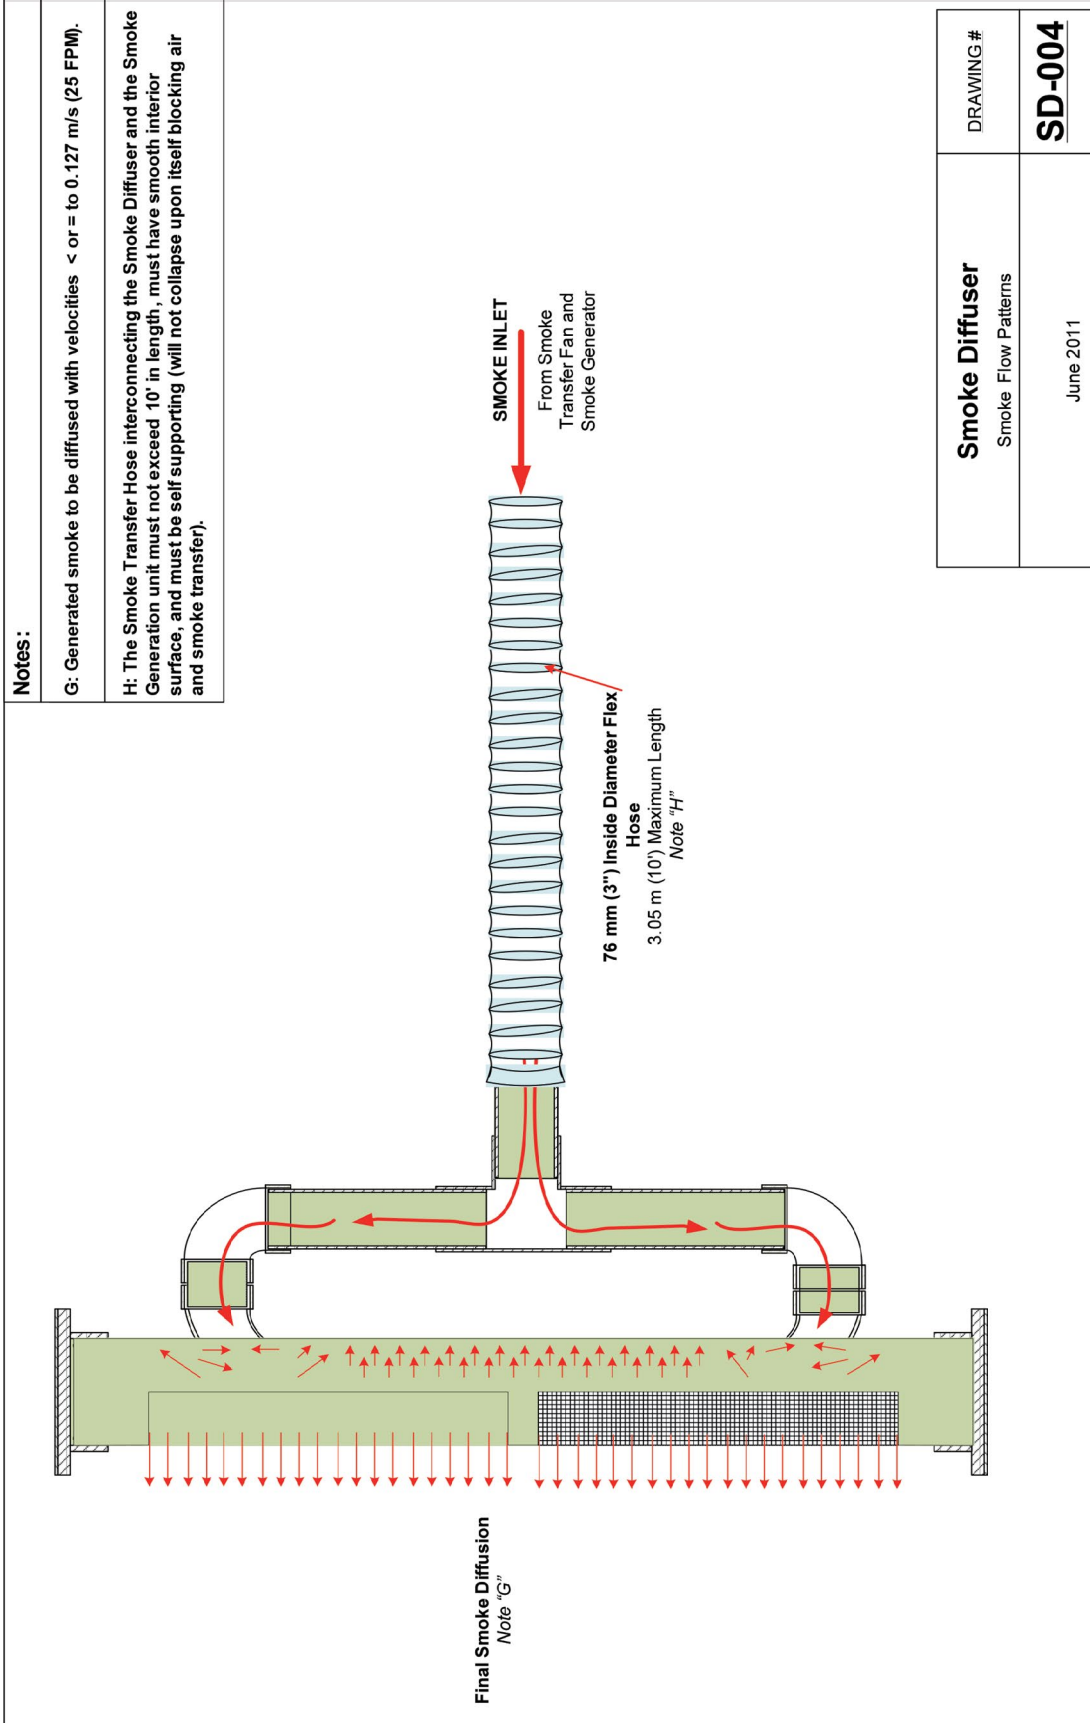 Notes:
G: Generated smoke to be diffused with velocities < or = to 0.127 m/s (25 FPM).
H: The Smoke Transfer Hose interconnecting the Smoke Diffuser and the Smoke
Generation unit must not exceed 10' in length, must have smooth interior
surface, and must be self supporting (will not collapse upon itself blocking air
and smoke transfer).
SMOKE INLET
From Smoke
Transfer Fan and
Smoke Generator
76 mm (3") Inside Diameter Flex
Hose
3.05 m (10') Maximum Length
Note "H"
Final Smoke Diffusion
Note "G"
Smoke Diffuser
Smoke Flow Patterns
June 2011
DRAWING #
SD-004